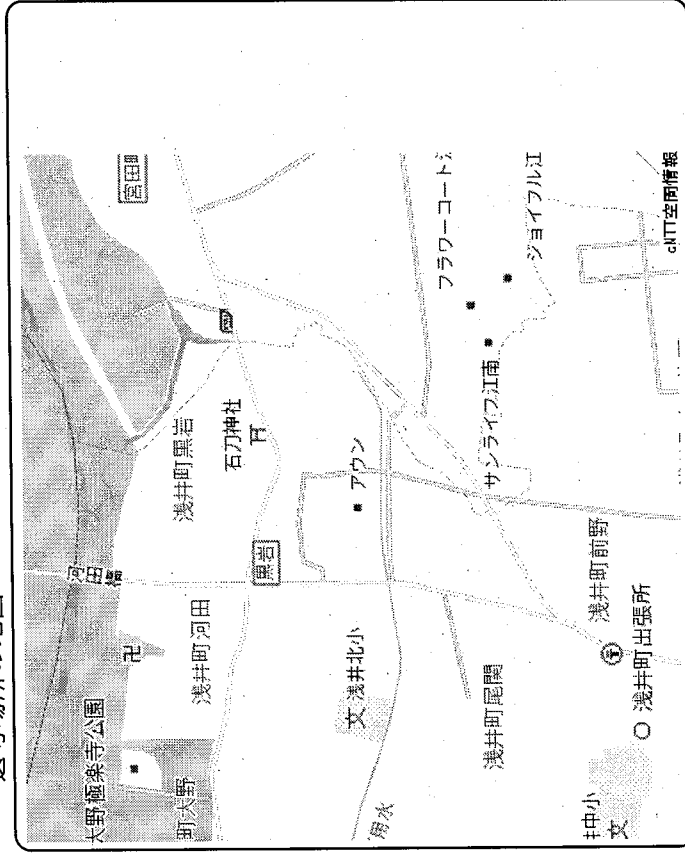 大野極楽寺公園
町大野
卍
河田橋
浅井町河田
浅井町黒岩
石刀神社
黒岩
宮田
文 浅井北小
アウン
フラワーコート
サンライフ江南
ジョイフル江
用水
浅井町尾関
浅井町前野
浅井町出張所
中小
文
NTT空間情報